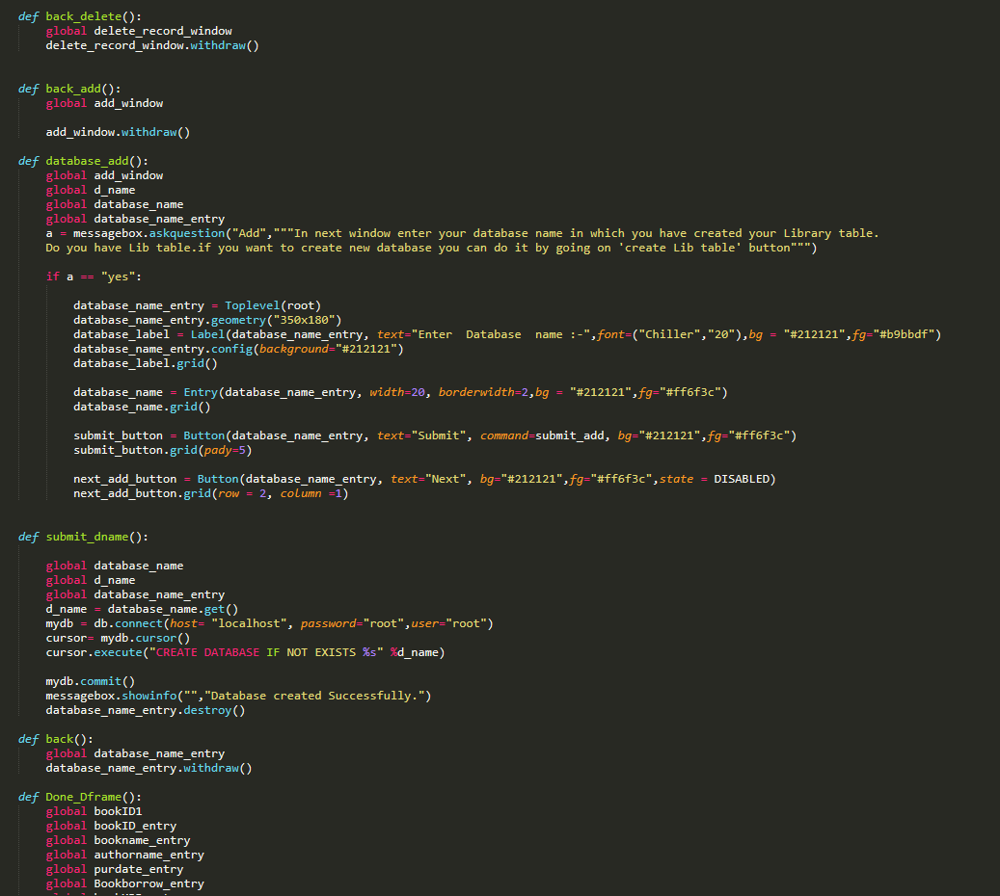 def back_delete():
    global delete_record_window
    delete_record_window.withdraw()
def back_add():
    global add_window
    add_window.withdraw()
def database_add():
    global add_window
    global d_name
    global database_name
    global database_name_entry
    a = messagebox.askquestion("Add","""In next window enter your database name in which you have created your Library table.
    Do you have Lib table.if you want to create new database you can do it by going on 'create Lib table' button""")
    if a == "yes":
        database_name_entry = Toplevel(root)
        database_name_entry.geometry("350x180")
        database_label = Label(database_name_entry, text="Enter  Database  name :-",font=("Chiller","20"),bg = "#212121",fg="#b9bbdf")
        database_name_entry.config(background="#212121")
        database_label.grid()
        database_name = Entry(database_name_entry, width=20, borderwidth=2,bg = "#212121",fg="#ff6f3c")
        database_name.grid()
        submit_button = Button(database_name_entry, text="Submit", command=submit_add, bg="#212121",fg="#ff6f3c")
        submit_button.grid(pady=5)
        next_add_button = Button(database_name_entry, text="Next", bg="#212121",fg="#ff6f3c",state = DISABLED)
        next_add_button.grid(row = 2, column =1)
def submit_dname():
    global database_name
    global d_name
    global database_name_entry
    d_name = database_name.get()
    mydb = db.connect(host= "localhost", password="root",user="root")
    cursor= mydb.cursor()
    cursor.execute("CREATE DATABASE IF NOT EXISTS %s" %d_name)
    mydb.commit()
    messagebox.showinfo("","Database created Successfully.")
    database_name_entry.destroy()
def back():
    global database_name_entry
    database_name_entry.withdraw()
def Done_Dframe():
    global bookID1
    global bookID_entry
    global bookname_entry
    global authorname_entry
    global purdate_entry
    global Bookborrow_entry